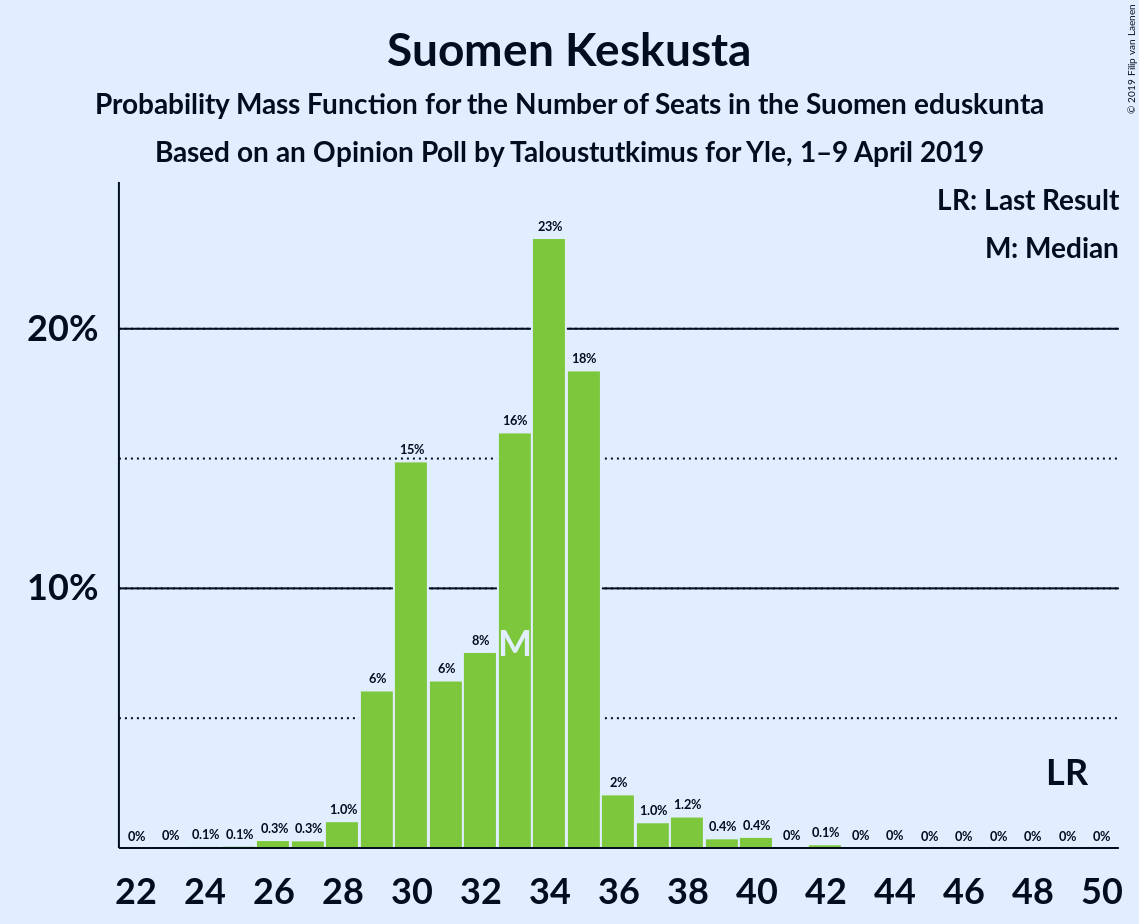 Suomen Keskusta
Probability Mass Function for the Number of Seats in the Suomen eduskunta
Based on an Opinion Poll by Taloustutkimus for Yle, 1–9 April 2019
© 2019 Filip van Laenen
LR: Last Result
M: Median
20%
10%
0% 0% 0.1% 0.1% 0.3% 0.3% 1.0% 6% 15% 6% 8% 16% 23% 18% 2% 1.0% 1.2% 0.4% 0.4% 0% 0.1% 0% 0% 0% 0% 0% 0% 0% 0%
M
LR
22 24 26 28 30 32 34 36 38 40 42 44 46 48 50